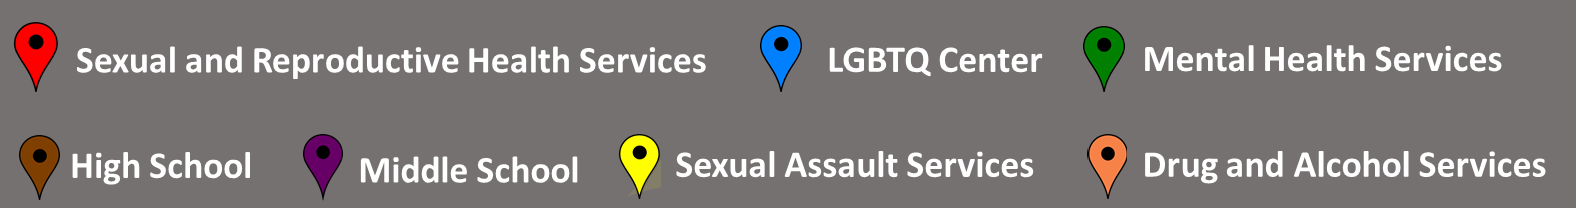 Sexual and Reproductive Health Services
LGBTQ Center
Mental Health Services
High School
Middle School
Sexual Assault Services
Drug and Alcohol Services